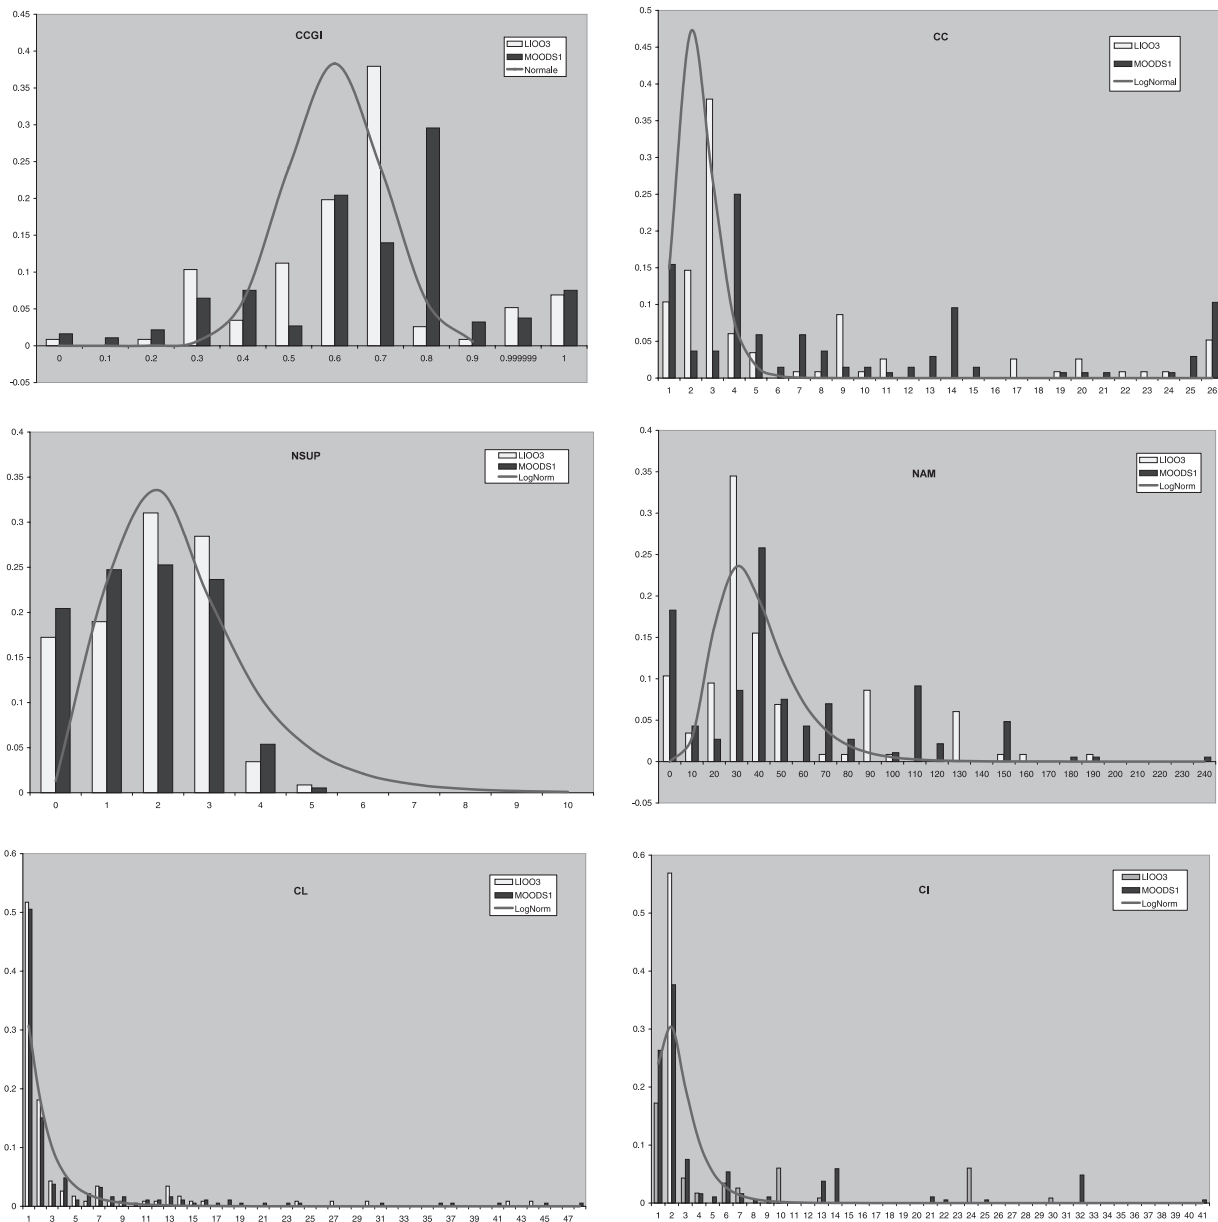 CCGI
LIOO3
MOODS1
Normale
0.45
0.4
0.35
0.3
0.25
0.2
0.15
0.1
0.05
0
-0.05
0 0.1 0.2 0.3 0.4 0.5 0.6 0.7 0.8 0.9 0.999999 1
CC
LIOO3
MOODS1
LogNormal
0.5
0.45
0.4
0.35
0.3
0.25
0.2
0.15
0.1
0.05
0
1 2 3 4 5 6 7 8 9 10 11 12 13 14 15 16 17 18 19 20 21 22 23 24 25 26
NSUP
LIOO3
MOODS1
LogNorm
0.4
0.35
0.3
0.25
0.2
0.15
0.1
0.05
0
0 1 2 3 4 5 6 7 8 9 10
NAM
LIOO3
MOODS1
LogNorm
0.4
0.35
0.3
0.25
0.2
0.15
0.1
0.05
0
-0.05
0 10 20 30 40 50 60 70 80 90 100 110 120 130 140 150 160 170 180 190 200 210 220 230 240
CL
LIOO3
MOODS1
LogNorm
0.6
0.5
0.4
0.3
0.2
0.1
0
1 3 5 7 9 11 13 15 17 19 21 23 25 27 29 31 33 35 37 39 41 43 45 47
CI
LIOO3
MOODS1
LogNorm
0.6
0.5
0.4
0.3
0.2
0.1
0
1 2 3 4 5 6 7 8 9 10 11 12 13 14 15 16 17 18 19 20 21 22 23 24 25 26 27 28 29 30 31 32 33 34 35 36 37 38 39 40 41